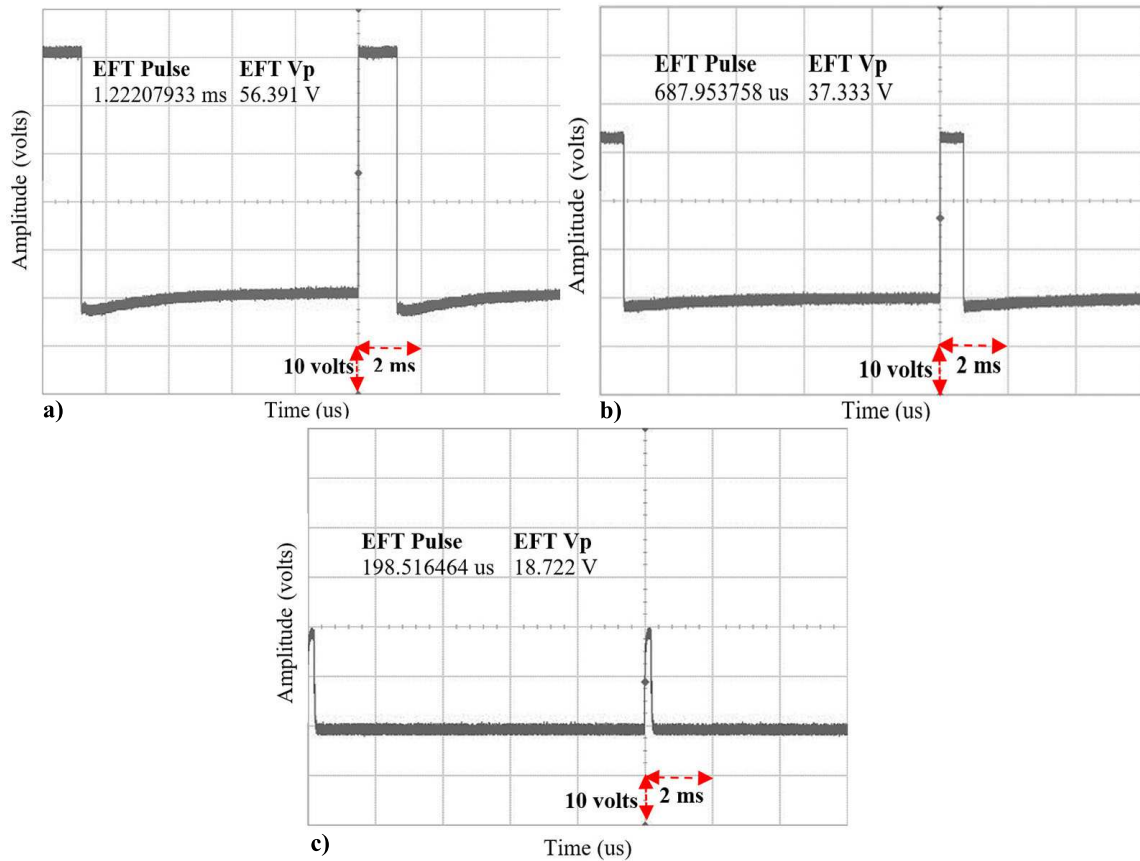 EFT Pulse EFT Vp
1.22207933 ms 56.391 V
Amplitude (volts)
10 volts 2 ms
a) Time (us)
EFT Pulse EFT Vp
687.953758 us 37.333 V
Amplitude (volts)
10 volts 2 ms
b) Time (us)
EFT Pulse EFT Vp
198.516464 us 18.722 V
Amplitude (volts)
10 volts 2 ms
c) Time (us)